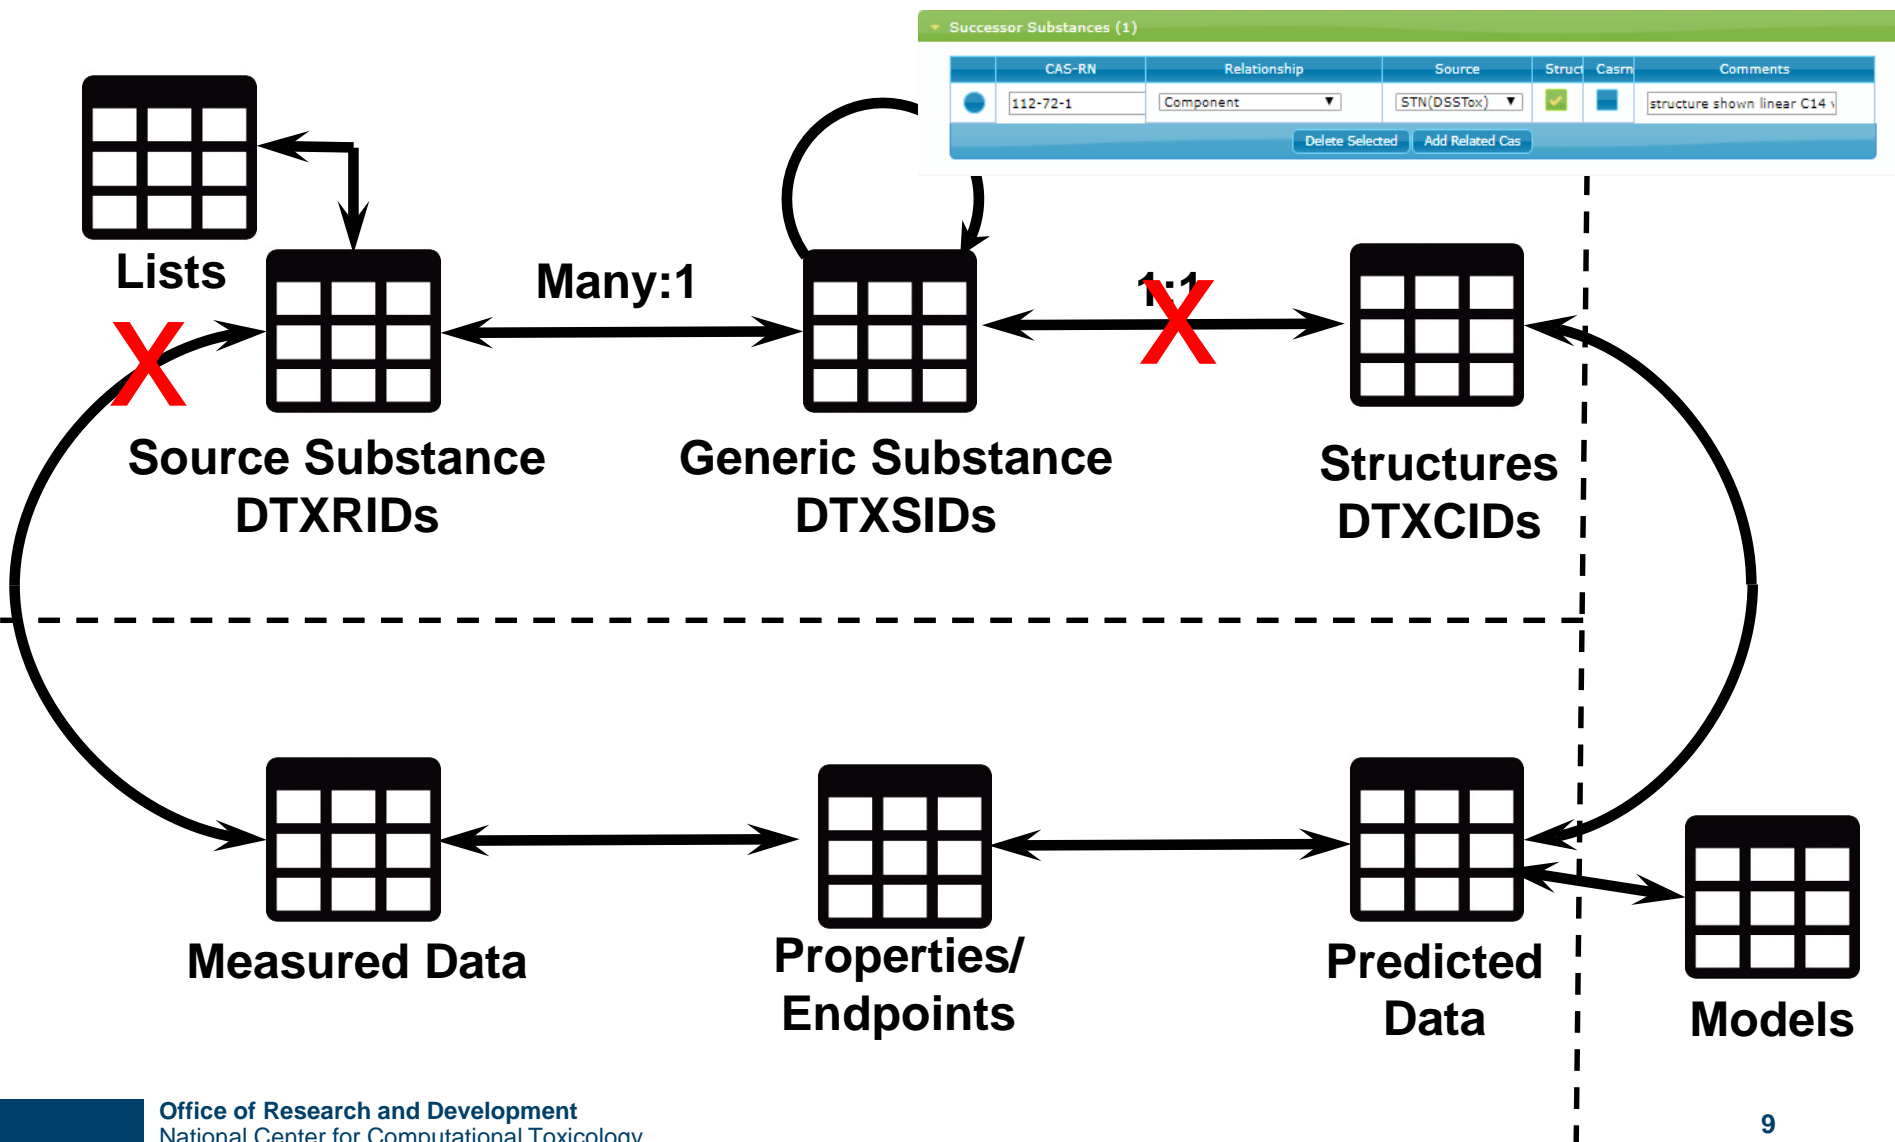 Successor Substances (1)
CAS-RN Relationship Source Struct Casrn Comments
112-72-1 Component STN(DSSTox) structure shown linear C14
Delete Selected Add Related Cas
Lists
Many:1
1:1
X
X
Source Substance
DTXRIDs
Generic Substance
DTXSIDs
Structures
DTXCIDs
Measured Data
Properties/
Endpoints
Predicted
Data
Models
Office of Research and Development
National Center for Computational Toxicology
9